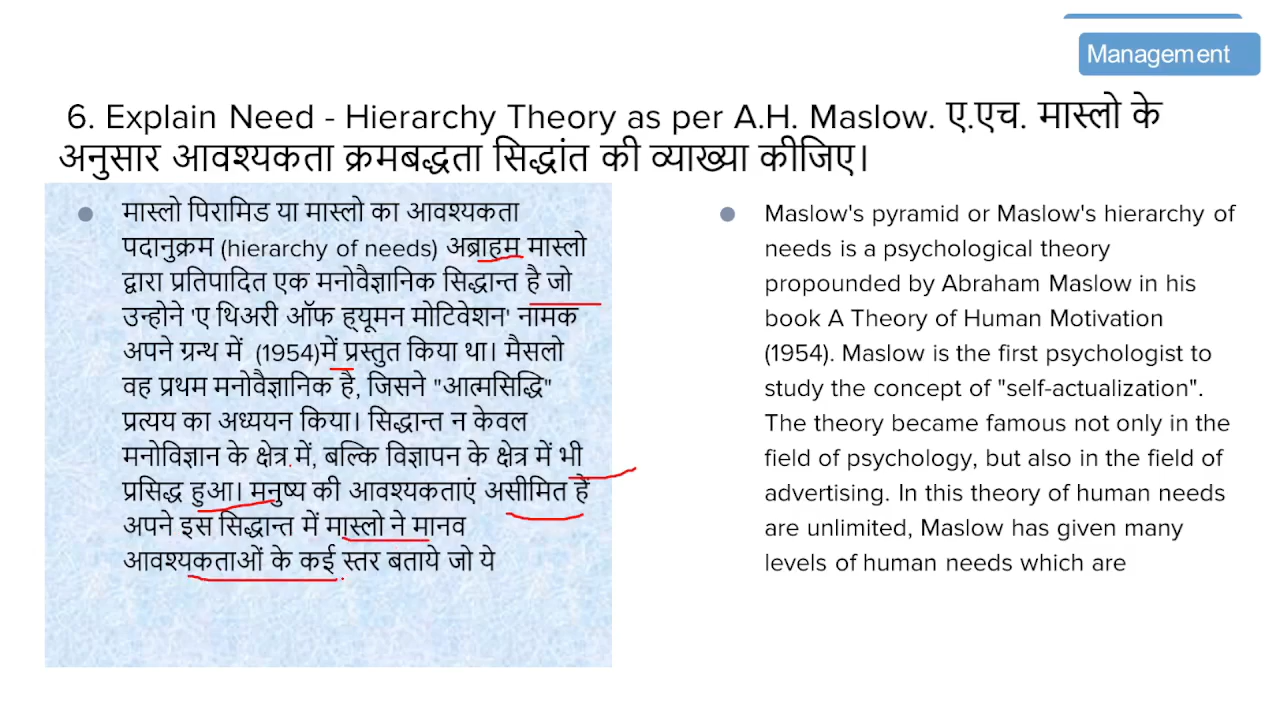 Management
6. Explain Need - Hierarchy Theory as per A.H. Maslow. ए.एच. मास्लो के
अनुसार आवश्यकता क्रमबद्धता सिद्धांत की व्याख्या कीजिए।
मास्लो पिरामिड या मास्लो का आवश्यकता
पदानुक्रम (hierarchy of needs) अब्राहम मास्लो
द्वारा प्रतिपादित एक मनोवैज्ञानिक सिद्धान्त है जो
उन्होने 'ए थिअरी ऑफ ह्यूमन मोटिवेशन' नामक
अपने ग्रन्थ में (1954)में प्रस्तुत किया था। मैसलो
वह प्रथम मनोवैज्ञानिक है, जिसने "आत्मसिद्धि"
प्रत्यय का अध्ययन किया। सिद्धान्त न केवल
मनोविज्ञान के क्षेत्र में, बल्कि विज्ञापन के क्षेत्र में भी
प्रसिद्ध हुआ। मनुष्य की आवश्यकताएं असीमित हैं
अपने इस सिद्धान्त में मास्लो ने मानव
आवश्यकताओं के कई स्तर बताये जो ये
Maslow's pyramid or Maslow's hierarchy of
needs is a psychological theory
propounded by Abraham Maslow in his
book A Theory of Human Motivation
(1954). Maslow is the first psychologist to
study the concept of "self-actualization".
The theory became famous not only in the
field of psychology, but also in the field of
advertising. In this theory of human needs
are unlimited, Maslow has given many
levels of human needs which are